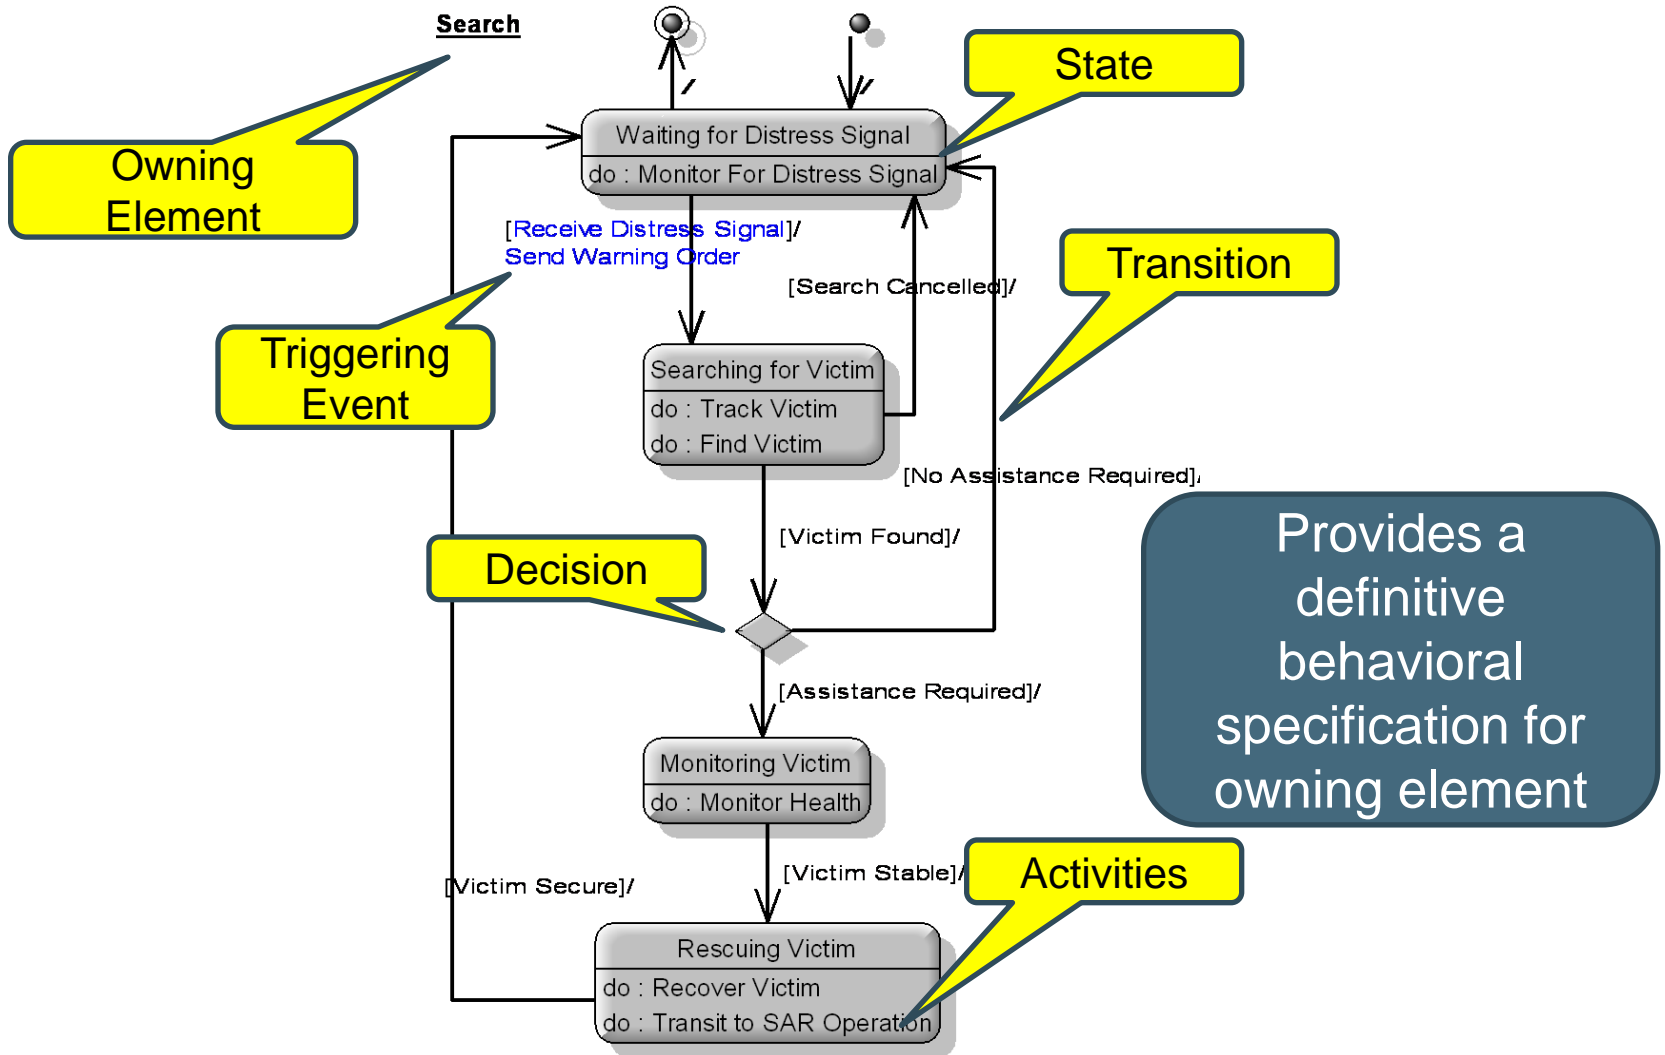 Search
State
Owning
Element
Waiting for Distress Signal
do : Monitor For Distress Signal
[Receive Distress Signal]/
Send Warning Order
Transition
[Search Cancelled]/
Triggering
Event
Searching for Victim
do : Track Victim
do : Find Victim
[No Assistance Required]/
[Victim Found]/
Decision
Provides a
definitive
behavioral
specification for
owning element
[Assistance Required]/
Monitoring Victim
do : Monitor Health
[Victim Secure]/
[Victim Stable]/
Activities
Rescuing Victim
do : Recover Victim
do : Transit to SAR Operation